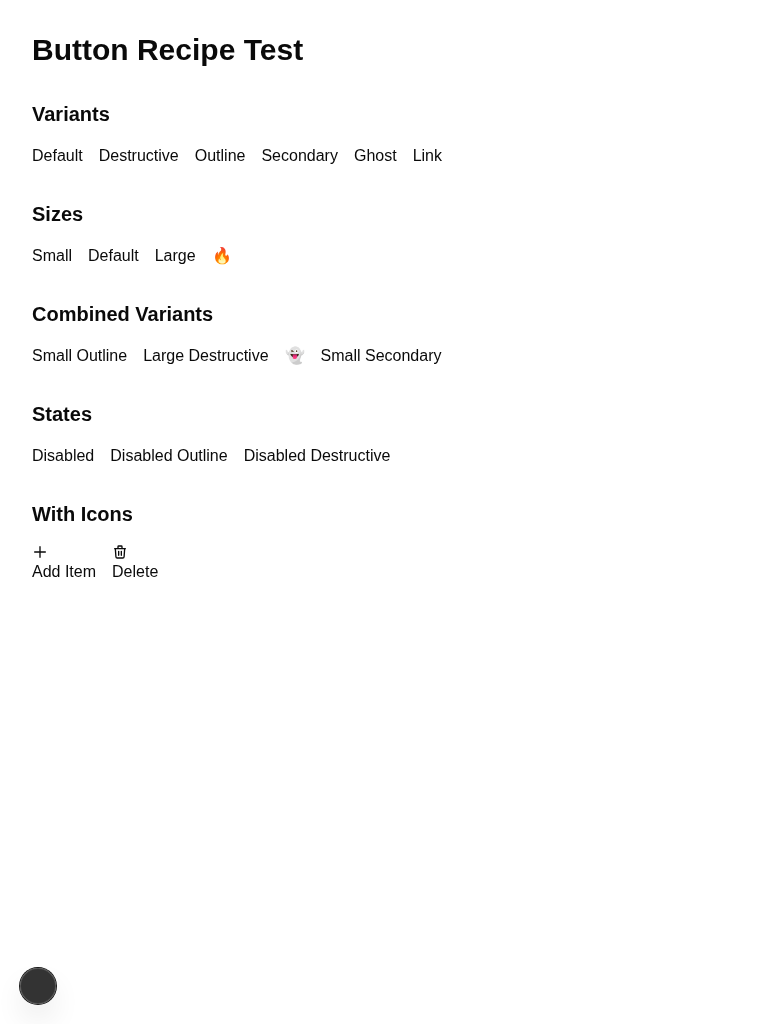 Button Recipe Test
Variants
Default Destructive Outline Secondary Ghost Link
Sizes
Small Default Large 🔥
Combined Variants
Small Outline Large Destructive 👻 Small Secondary
States
Disabled Disabled Outline Disabled Destructive
With Icons
Add Item Delete